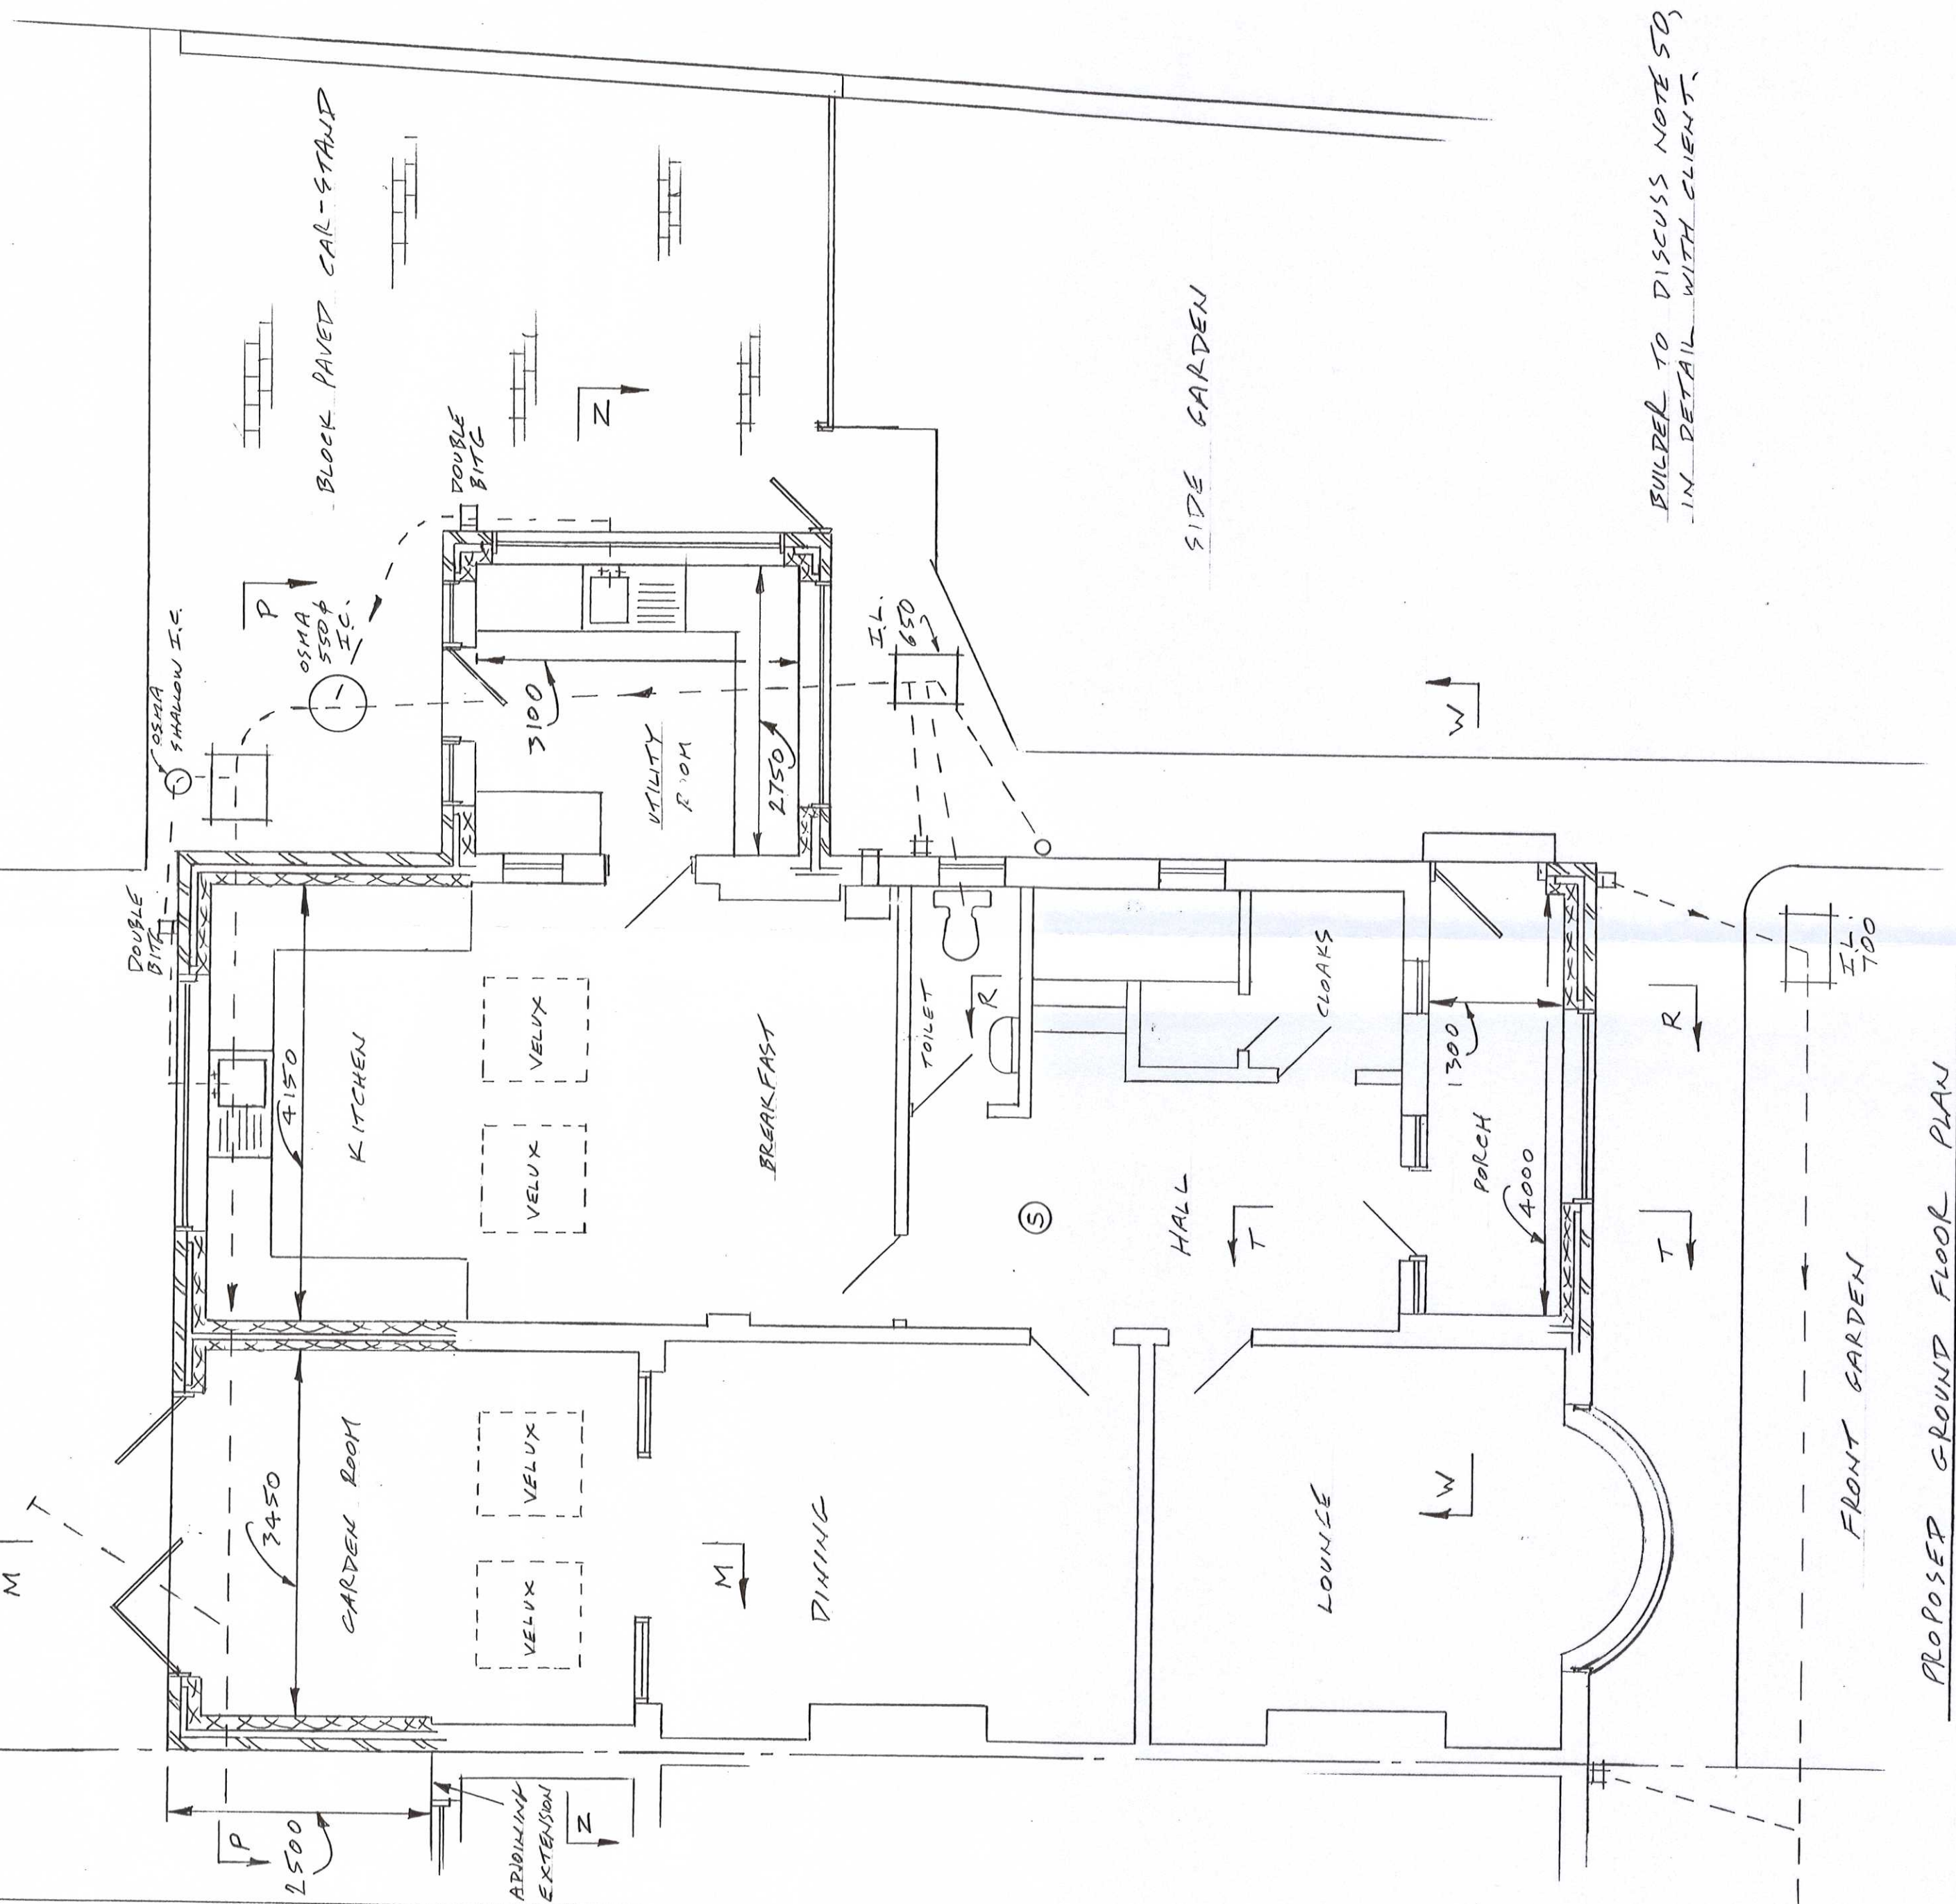 BLOCK PAVED CAR-STAND
DOUBLE
BITG
Z
P
OSMA
550ϕ
I.C.
OSMA
SHALLOW I.C.
DOUBLE
BITG
3100
UTILITY
ROOM
2750
I.L.
650
SIDE GARDEN
BUILDER TO DISCUSS NOTE 50,
IN DETAIL WITH CLIENT.
W
4150
KITCHEN
VELUX
VELUX
BREAKFAST
TOILET
R
CLOAKS
S
HALL
T
1300
PORCH
4000
R
T
I.L.
700
M
T
3450
GARDEN ROOM
VELUX
VELUX
M
DINING
LOUNGE
W
P
2500
ADJOINING
EXTENSION
Z
FRONT GARDEN
PROPOSED GROUND FLOOR PLAN